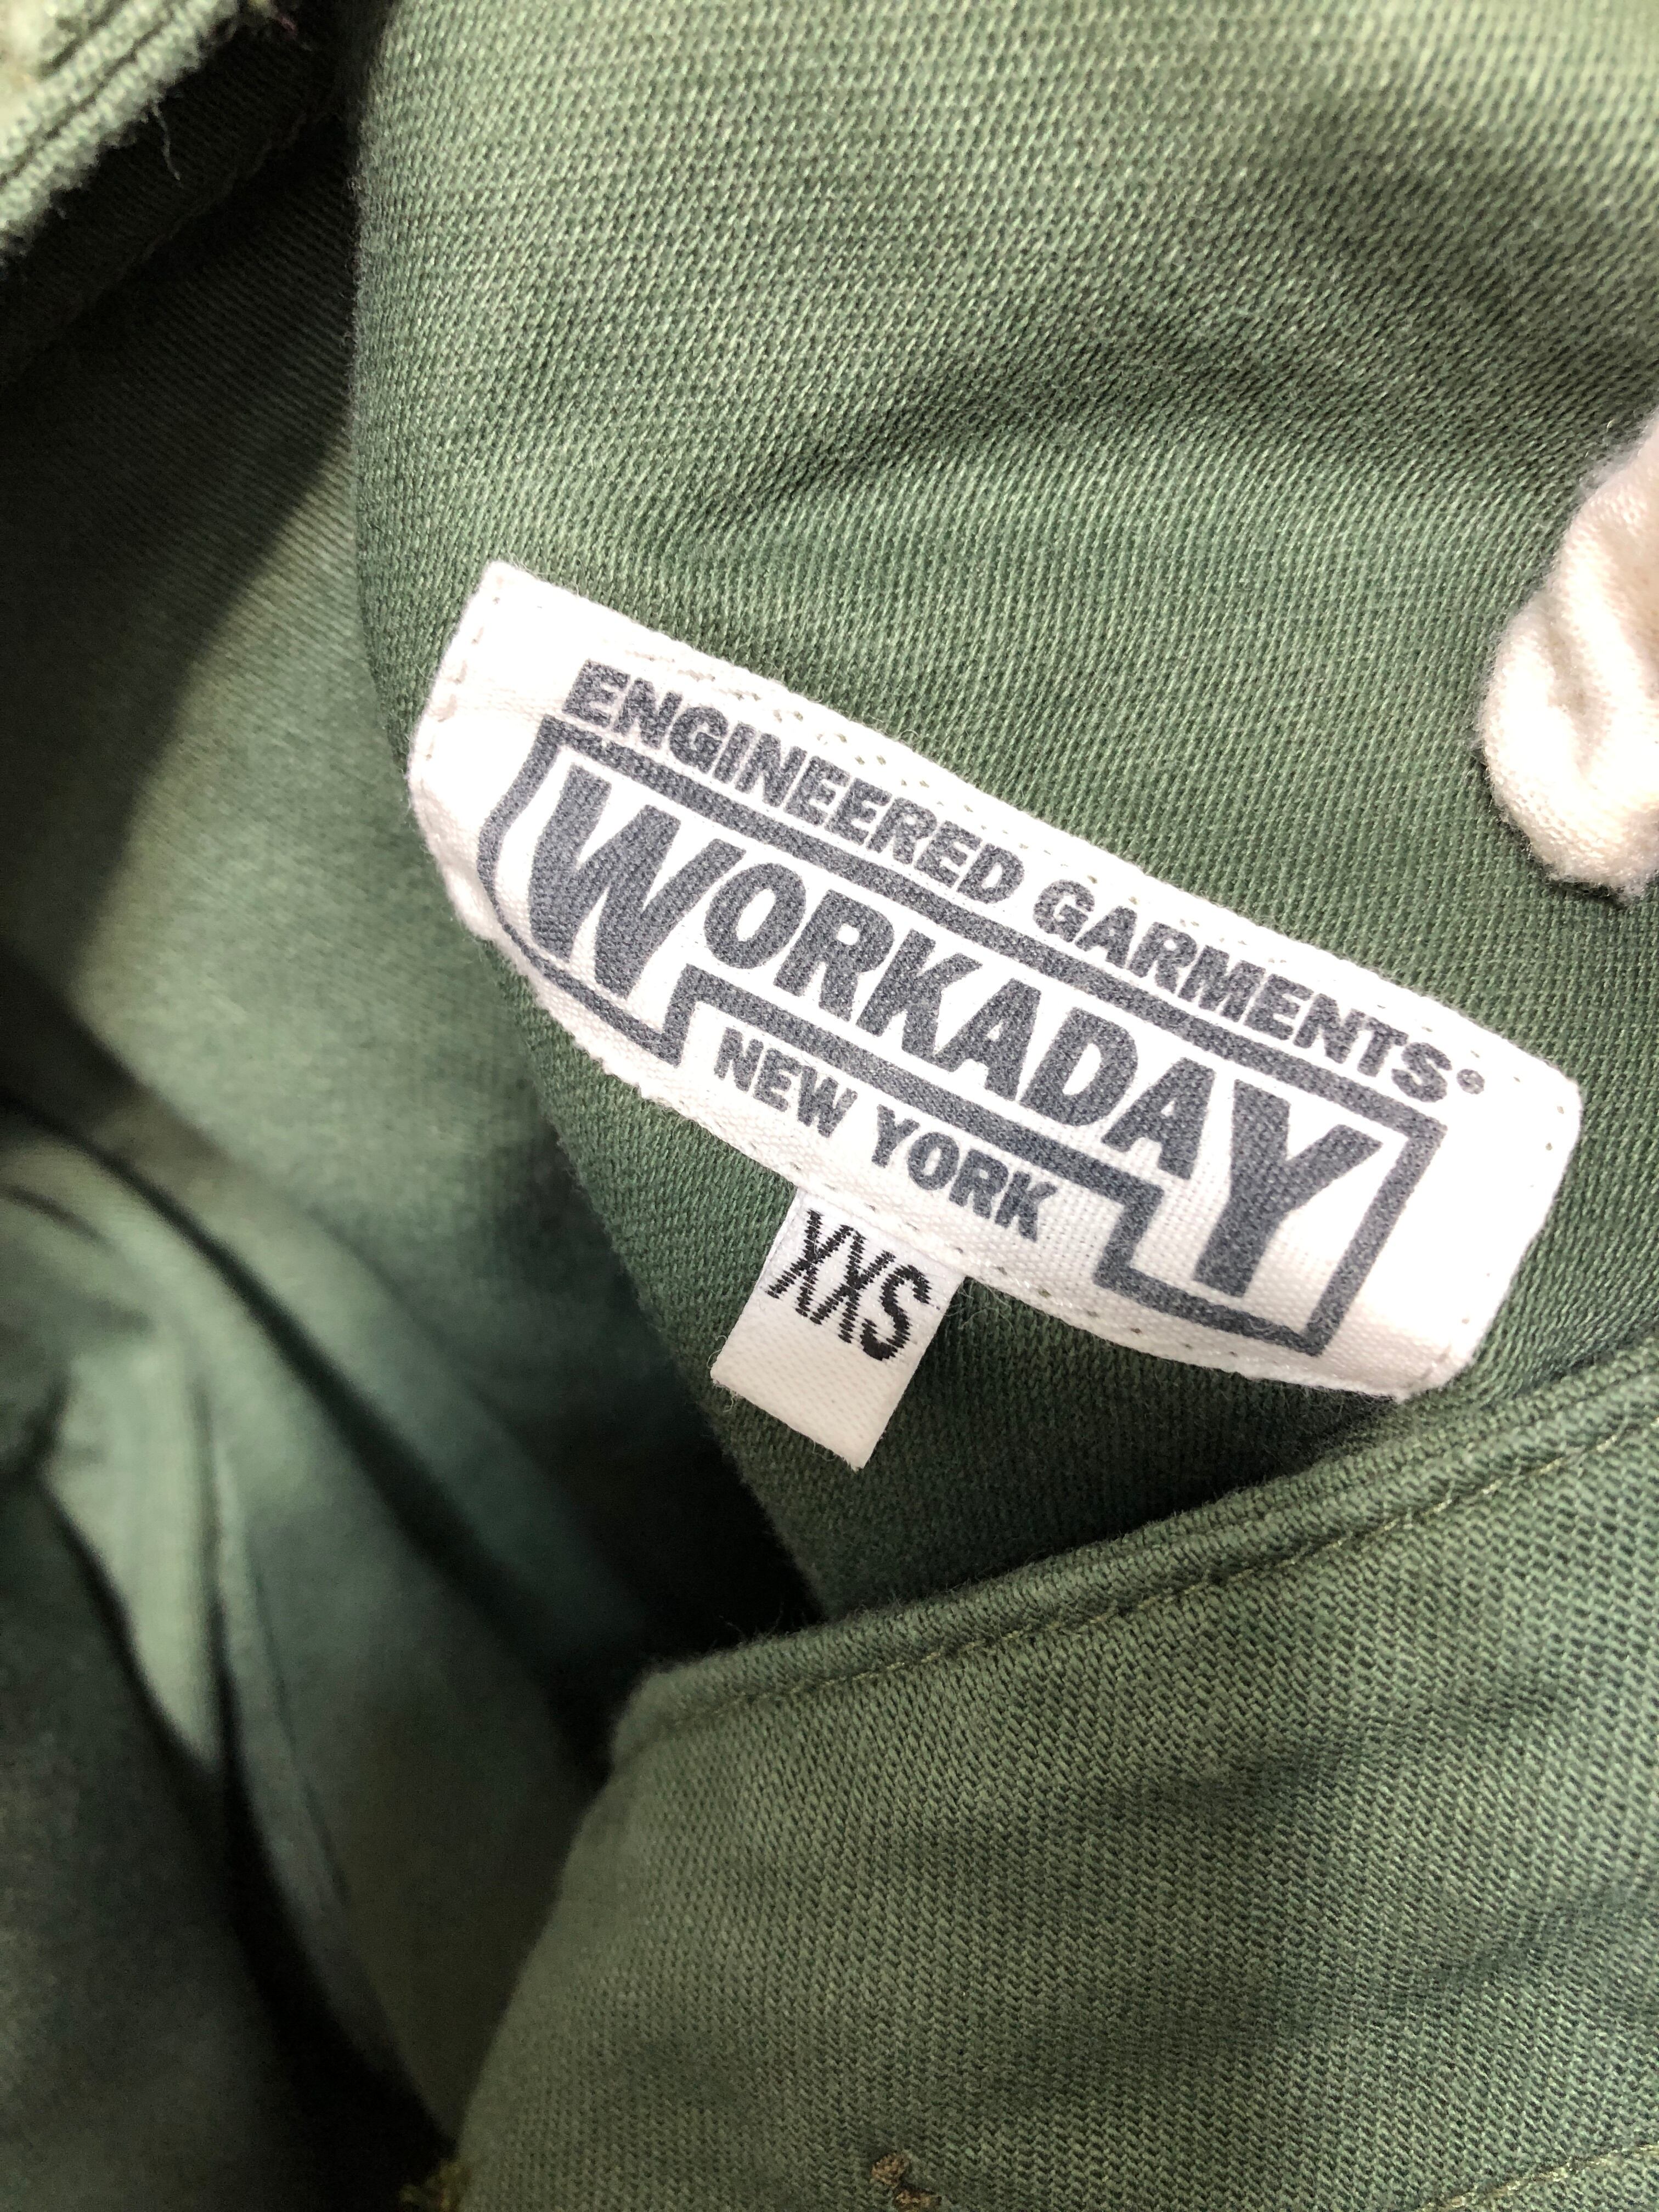 ENGINEERED GARMENTS®
WORKADAY
NEW YORK
XXS